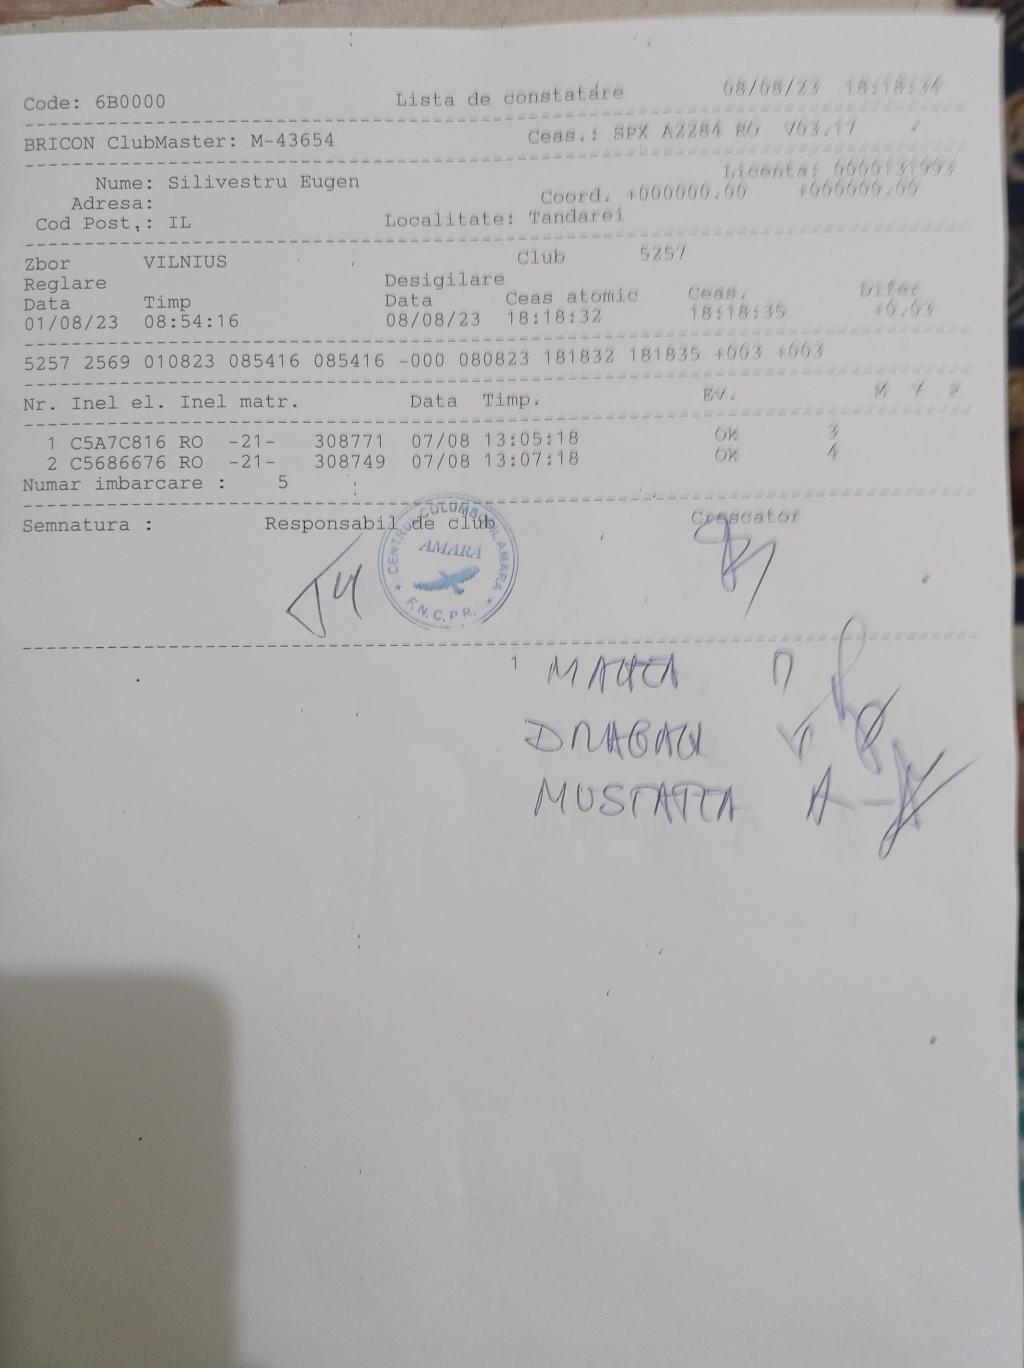 Code: 6B0000 Lista de constatare 08/08/23 18:18:34
BRICON ClubMaster: M-43654 Ceas.: SPX A2284 RO V03.17
Licenta:
Nume: Silivestru Eugen
Adresa: Coord. +000000.00 +000000.00
Cod Post,: IL Localitate: Tandarei
Zbor VILNIUS Club 5257
Reglare Desigilare
Data Timp Data Ceas atomic Ceas. Difer
01/08/23 08:54:16 08/08/23 18:18:32 18:18:35 +0.03
5257 2569 010823 085416 085416 -000 080823 181832 181835 +003 +003
Nr. Inel el. Inel matr. Data Timp. Ev. M Y P
1 C5A7C816 RO -21- 308771 07/08 13:05:18 OK 3
2 C5686676 RO -21- 308749 07/08 13:07:18 OK 4
Numar imbarcare : 5
Semnatura : Responsabil de club Crescator
CENTRUL COLUMBOFIL AMARA
AMARA
F.N.C.P.R.
1
MUSTATEA